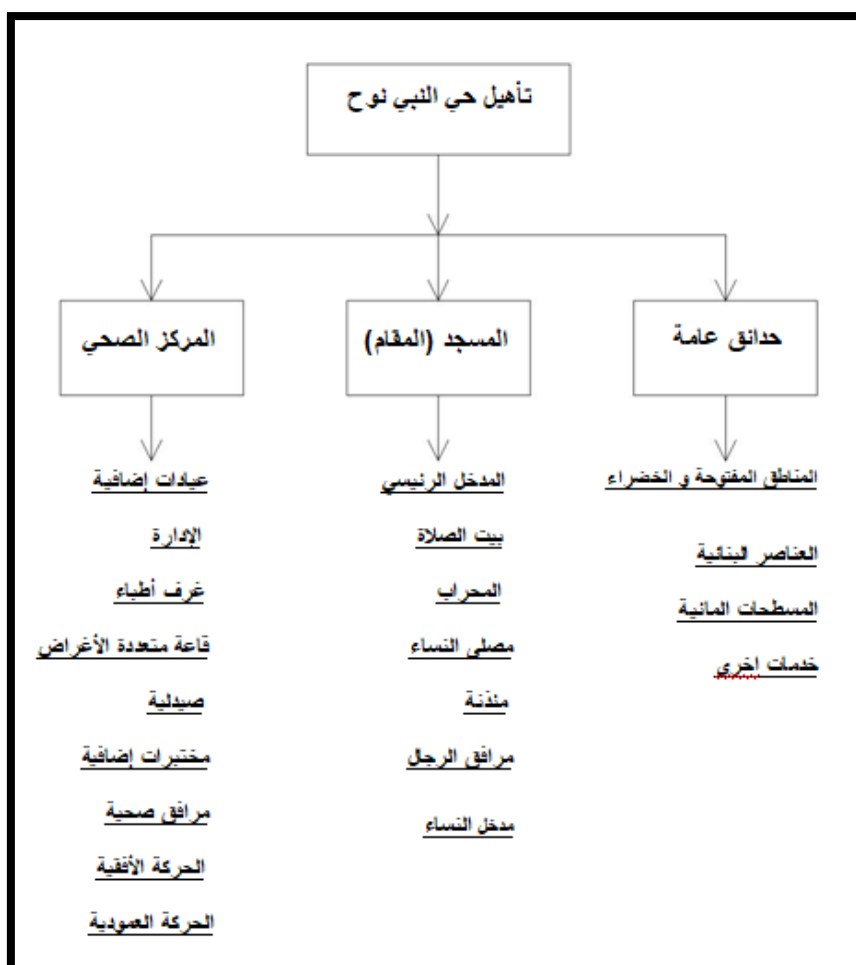 تأهيل حي النبي نوح
حدائق عامة
المناطق المفتوحة و الخضراء
العناصر البنائية
المسطحات المائية
خدمات اخرى
المسجد (المقام)
المدخل الرئيسي
بيت الصلاة
المحراب
مصلى النساء
مئذنة
مرافق الرجال
مدخل النساء
المركز الصحي
عيادات إضافية
الإدارة
غرف أطباء
قاعة متعددة الأغراض
صيدلية
مختبرات إضافية
مرافق صحية
الحركة الأفقية
الحركة العمودية